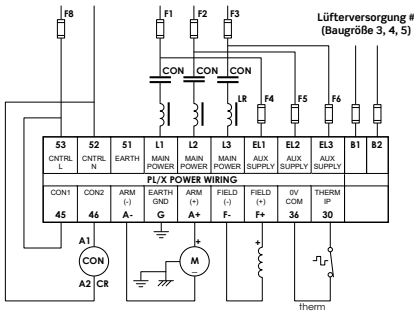 F8 F1 F2 F3
Lüfterversorgung #
(Baugröße 3, 4, 5)
CON CON CON
LR F4 F5 F6
53 52 51 L1 L2 L3 EL1 EL2 EL3 B1 B2
CNTRL L CNTRL N EARTH MAIN POWER MAIN POWER MAIN POWER AUX SUPPLY AUX SUPPLY AUX SUPPLY
PL/X POWER WIRING
CON1 CON2 ARM (-) EARTH GND ARM (+) FIELD (-) FIELD (+) 0V COM THERM IP
45 46 A- G A+ F- F+ 36 30
A1 + +
CON M
A2 CR −
therm